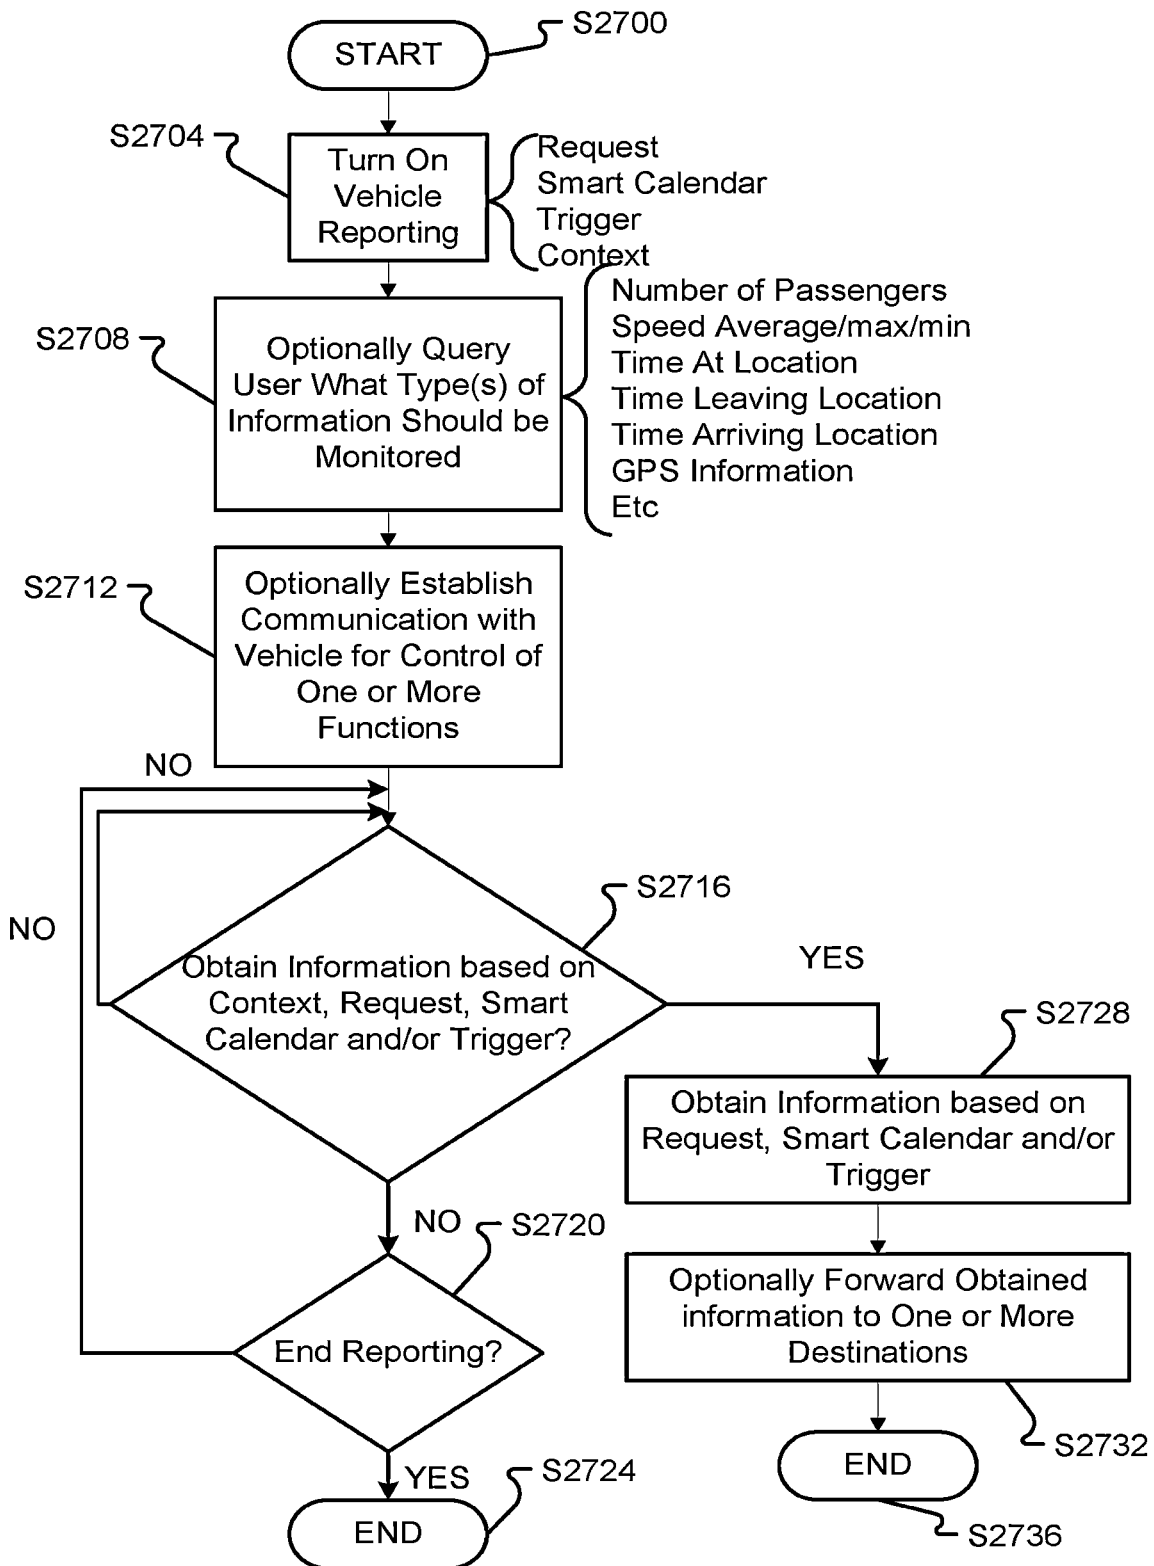 START
S2700
S2704
Turn On
Vehicle
Reporting
Request
Smart Calendar
Trigger
Context
S2708
Optionally Query
User What Type(s) of
Information Should be
Monitored
Number of Passengers
Speed Average/max/min
Time At Location
Time Leaving Location
Time Arriving Location
GPS Information
Etc
S2712
Optionally Establish
Communication with
Vehicle for Control of
One or More
Functions
NO
NO
S2716
Obtain Information based on
Context, Request, Smart
Calendar and/or Trigger?
YES
S2728
Obtain Information based on
Request, Smart Calendar and/or
Trigger
NO
S2720
End Reporting?
Optionally Forward Obtained
information to One or More
Destinations
S2732
YES
S2724
END
END
S2736